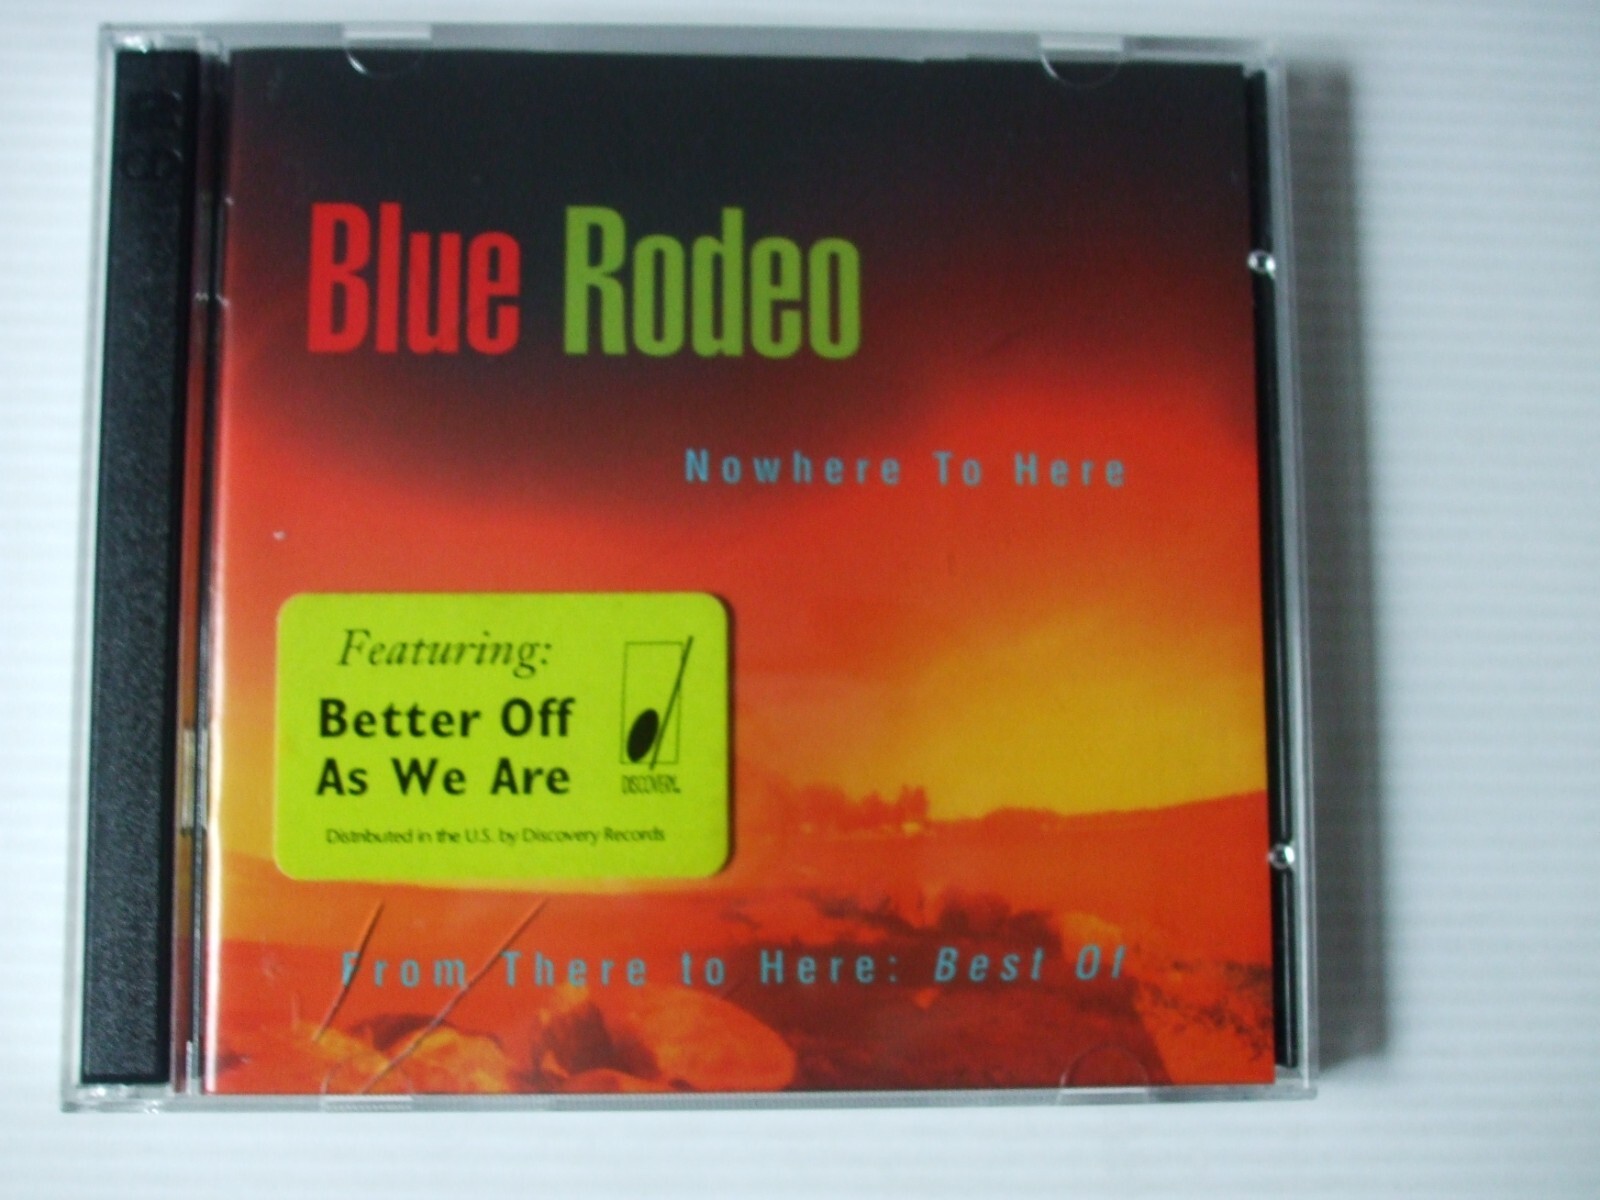 Blue Rodeo
Nowhere To Here
Featuring:
Better Off
As We Are
DISCOVERY
Distributed in the U.S. by Discovery Records
From There to Here: Best Of